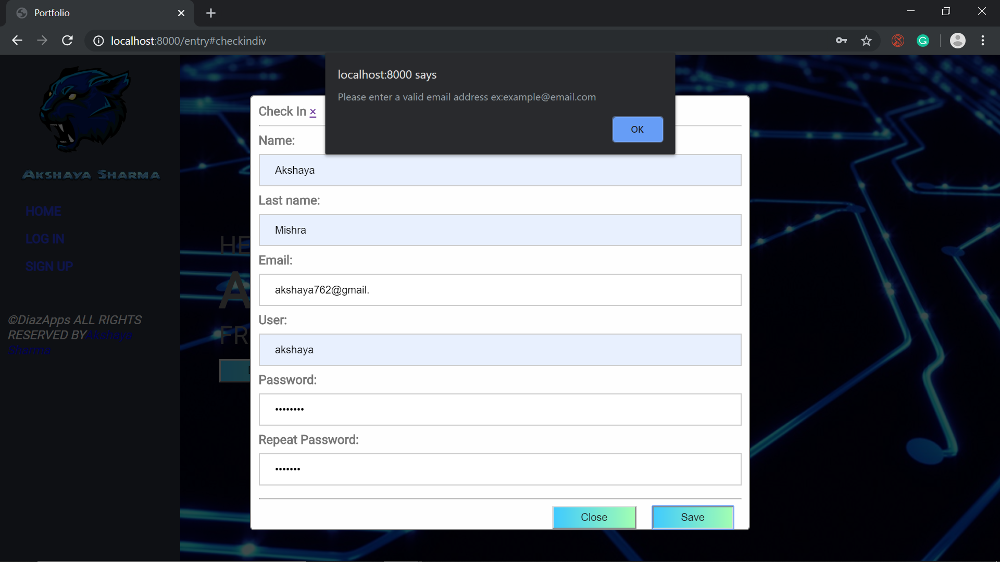 Portfolio
localhost:8000/entry#checkindiv
localhost:8000 says
Please enter a valid email address ex:example@email.com
OK
AKSHAYA SHARMA
HOME
LOG IN
SIGN UP
©DiazApps ALL RIGHTS
RESERVED BYAkshaya
Sharma
HE
A
FR
Check In ×
Name:
Akshaya
Last name:
Mishra
Email:
akshaya762@gmail.
User:
akshaya
Password:
••••••••
Repeat Password:
•••••••
Close
Save